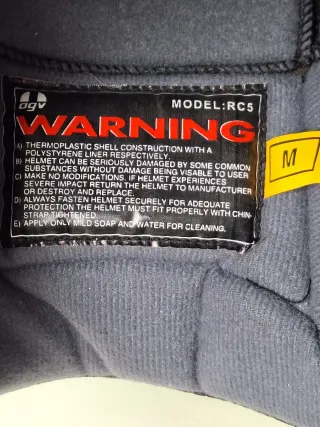 agv
MODEL:RC5
WARNING
A) THERMOPLASTIC SHELL CONSTRUCTION WITH A
POLYSTYRENE LINER RESPECTIVELY.
B) HELMET CAN BE SERIOUSLY DAMAGED BY SOME COMMON
SUBSTANCES WITHOUT DAMAGE BEING VISIABLE TO USER
C) MAKE NO MODIFICATIONS. IF HELMET EXPERIENCES
SEVERE IMPACT RETURN THE HELMET TO MANUFACTURER
OR DETROY AND REPLACE.
D) ALWAYS FASTEN HELMET SECURELY FOR ADEQUATE
PROTECTION THE HELMET MUST FIT PROPERLY WITH CHIN-
STRAP TIGHTENED.
E) APPLY ONLY MILD SOAP AND WATER FOR CLEANING.
M